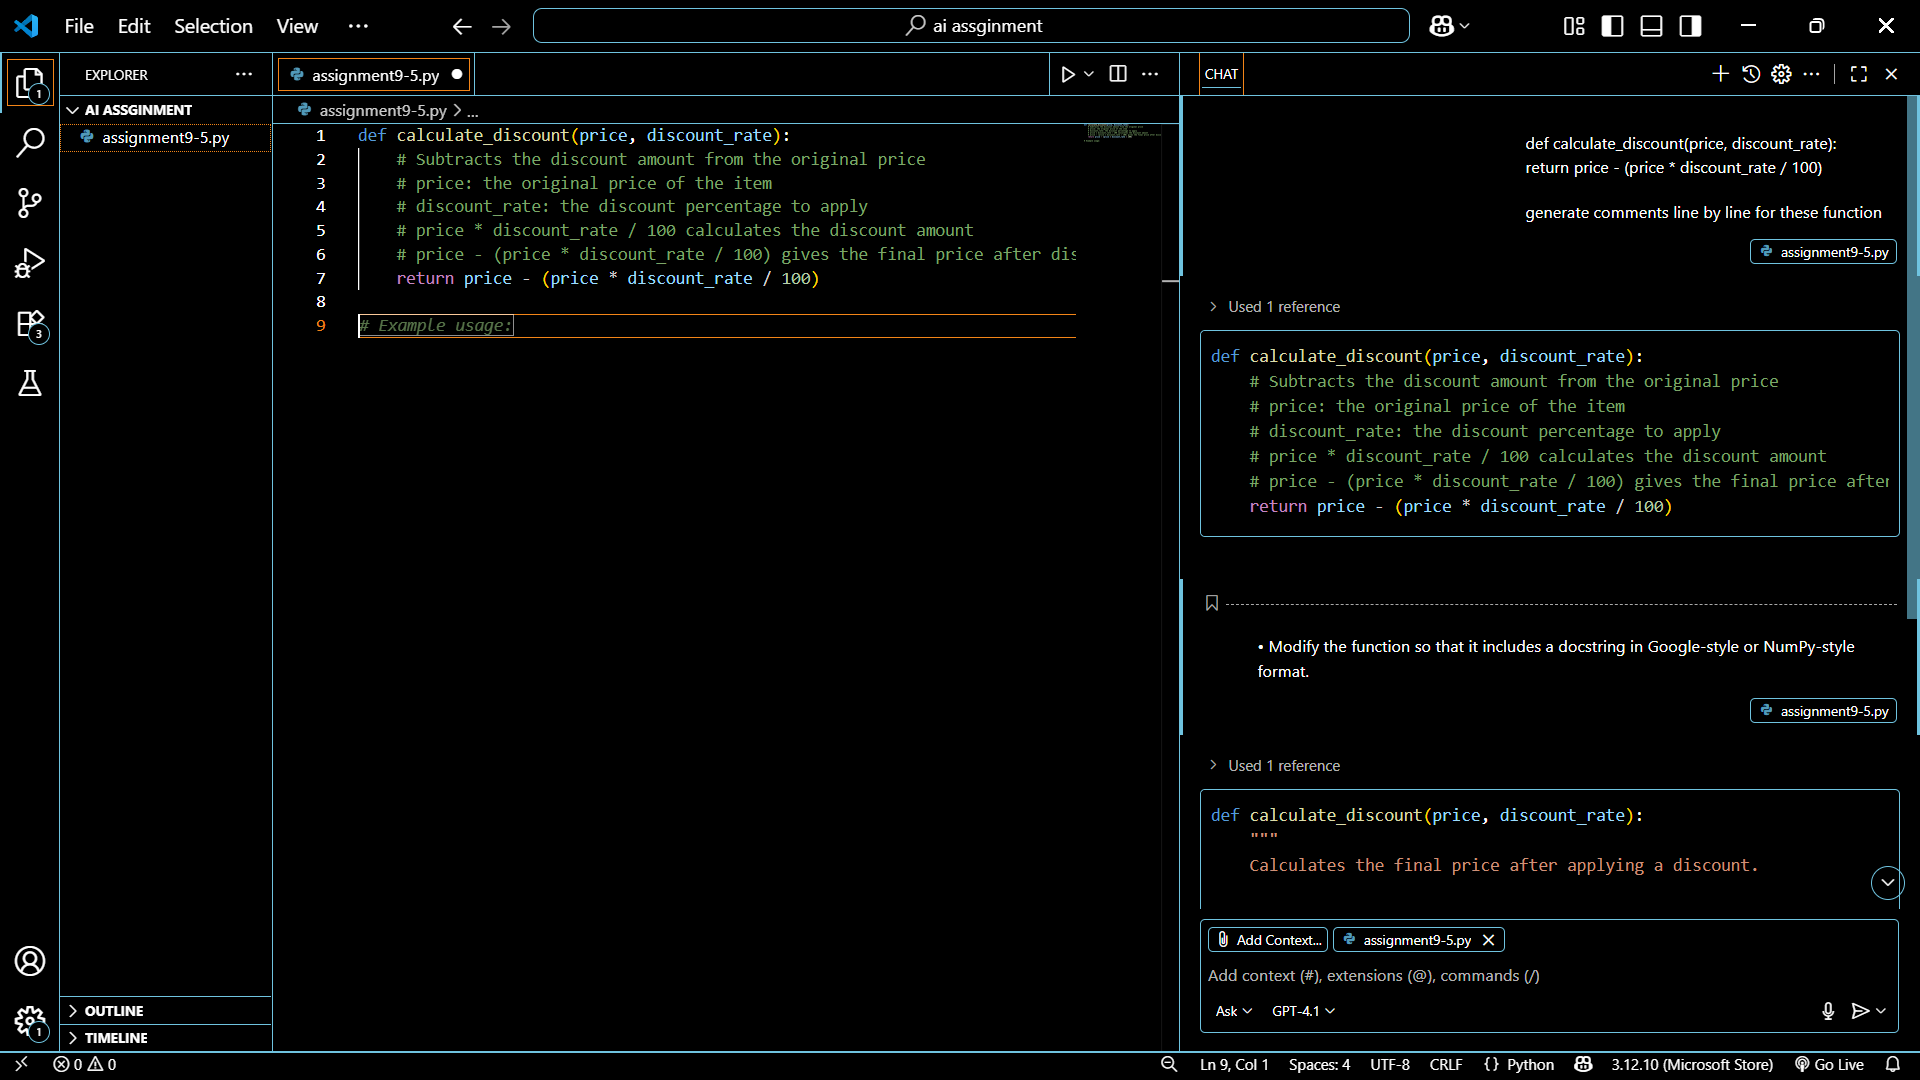 File Edit Selection View ···
ai assginment
EXPLORER
AI ASSGINMENT
assignment9-5.py
1
3
1
OUTLINE
TIMELINE
assignment9-5.py
assignment9-5.py > ...
1 def calculate_discount(price, discount_rate):
2 # Subtracts the discount amount from the original price
3 # price: the original price of the item
4 # discount_rate: the discount percentage to apply
5 # price * discount_rate / 100 calculates the discount amount
6 # price - (price * discount_rate / 100) gives the final price after dis
7 return price - (price * discount_rate / 100)
8
9 # Example usage:
CHAT
def calculate_discount(price, discount_rate):
return price - (price * discount_rate / 100)
generate comments line by line for these function
assignment9-5.py
Used 1 reference
def calculate_discount(price, discount_rate):
# Subtracts the discount amount from the original price
# price: the original price of the item
# discount_rate: the discount percentage to apply
# price * discount_rate / 100 calculates the discount amount
# price - (price * discount_rate / 100) gives the final price after
return price - (price * discount_rate / 100)
• Modify the function so that it includes a docstring in Google-style or NumPy-style
format.
assignment9-5.py
Used 1 reference
def calculate_discount(price, discount_rate):
"""
Calculates the final price after applying a discount.
Add Context... assignment9-5.py
Add context (#), extensions (@), commands (/)
Ask GPT-4.1
0 0 Ln 9, Col 1 Spaces: 4 UTF-8 CRLF {} Python 3.12.10 (Microsoft Store) Go Live